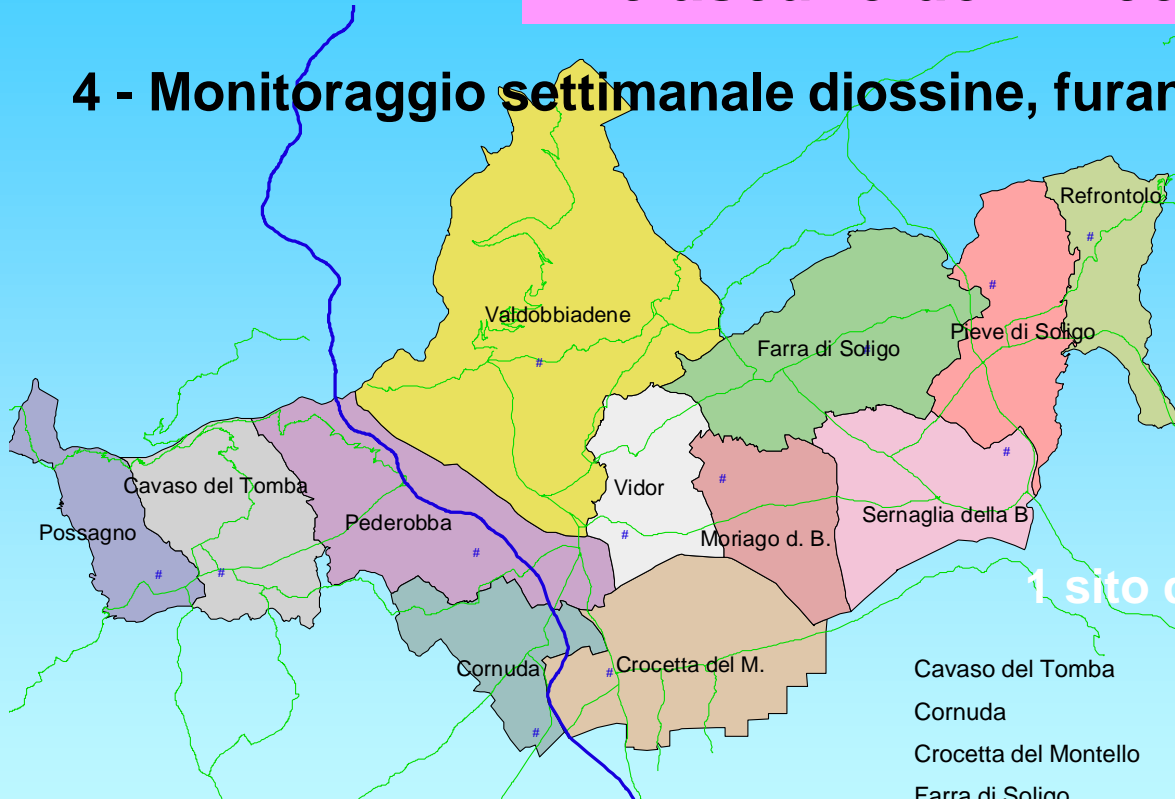 4 - Monitoraggio settimanale diossine, furan
Refrontolo
Valdobbiadene
#
#
Pieve di Soligo
Farra di Soligo
#
#
#
Cavaso del Tomba
Vidor
#
Sernaglia della B
Pederobba
Possagno
#
Moriago d. B.
#
#
#
1 sito d
Cornuda
Crocetta del M.
#
#
Cavaso del Tomba
Cornuda
Crocetta del Montello
Farra di Soligo